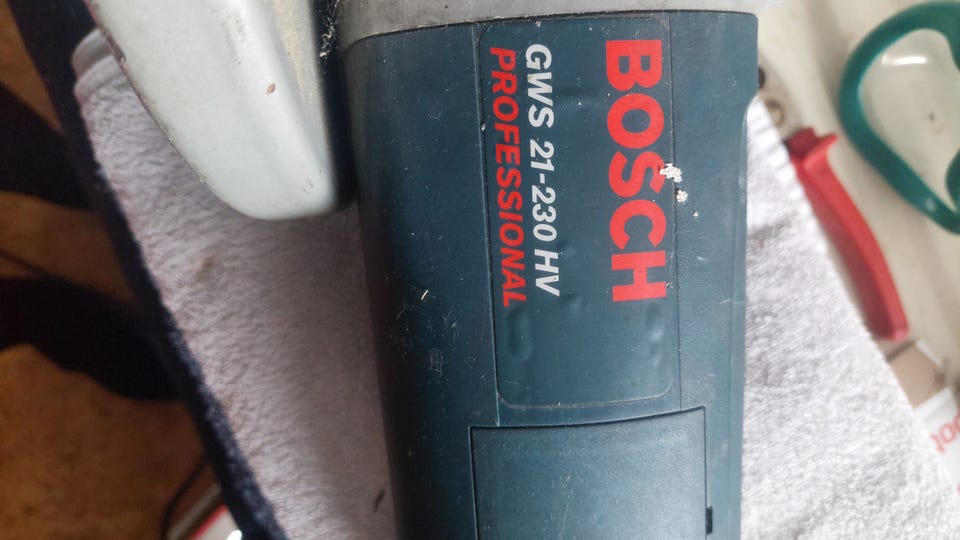 BOSCH
GWS 21-230 HV
PROFESSIONAL